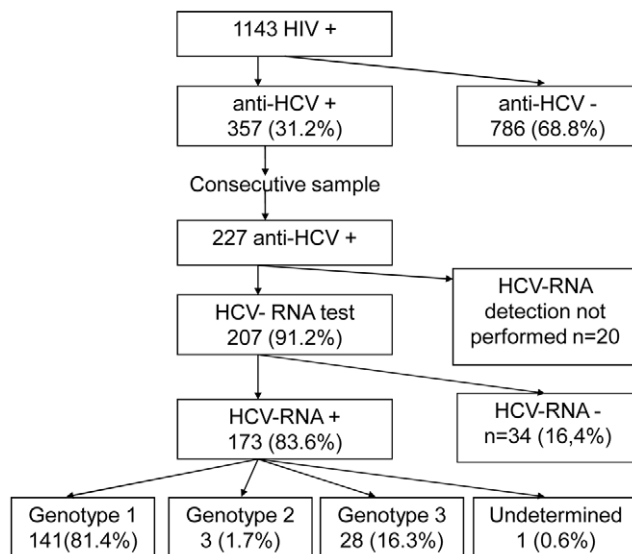 1143 HIV +
anti-HCV +
357 (31.2%)
anti-HCV -
786 (68.8%)
Consecutive sample
227 anti-HCV +
HCV-RNA
detection not
performed n=20
HCV- RNA test
207 (91.2%)
HCV-RNA +
173 (83.6%)
HCV-RNA -
n=34 (16,4%)
Genotype 1
141(81.4%)
Genotype 2
3 (1.7%)
Genotype 3
28 (16.3%)
Undetermined
1 (0.6%)